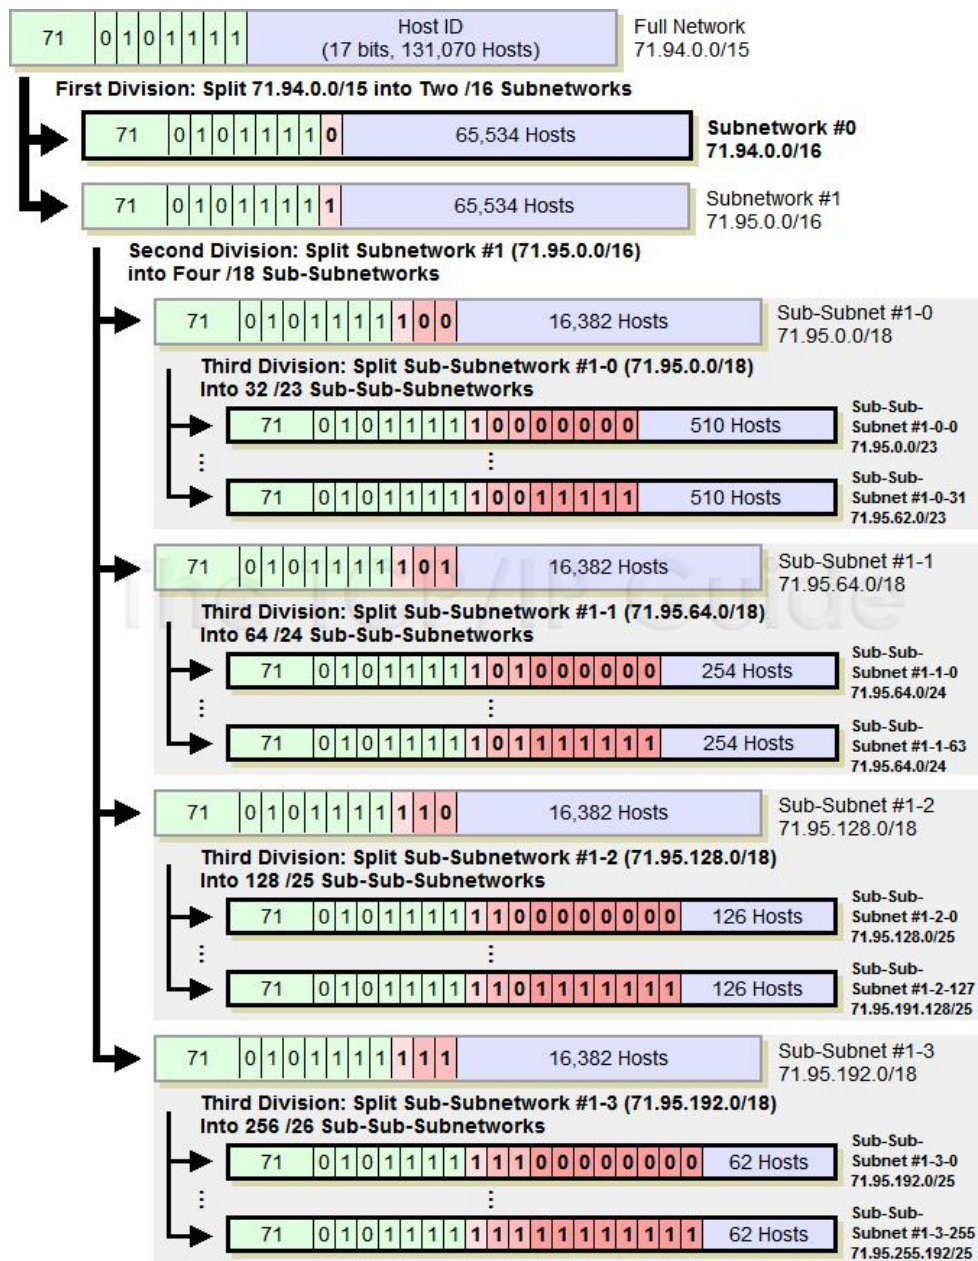 71 0 1 0 1 1 1 1 Host ID
(17 bits, 131,070 Hosts)
Full Network
71.94.0.0/15
First Division: Split 71.94.0.0/15 into Two /16 Subnetworks
71 0 1 0 1 1 1 1 0 65,534 Hosts
Subnetwork #0
71.94.0.0/16
71 0 1 0 1 1 1 1 1 65,534 Hosts
Subnetwork #1
71.95.0.0/16
Second Division: Split Subnetwork #1 (71.95.0.0/16)
into Four /18 Sub-Subnetworks
71 0 1 0 1 1 1 1 1 0 0 16,382 Hosts
Sub-Subnet #1-0
71.95.0.0/18
Third Division: Split Sub-Subnetwork #1-0 (71.95.0.0/18)
Into 32 /23 Sub-Sub-Subnetworks
71 0 1 0 1 1 1 1 1 0 0 0 0 0 0 0 510 Hosts
Sub-Sub-
Subnet #1-0-0
71.95.0.0/23
71 0 1 0 1 1 1 1 1 0 0 1 1 1 1 1 510 Hosts
Sub-Sub-
Subnet #1-0-31
71.95.62.0/23
71 0 1 0 1 1 1 1 1 0 1 16,382 Hosts
Sub-Subnet #1-1
71.95.64.0/18
The TCP/IP Guide
Third Division: Split Sub-Subnetwork #1-1 (71.95.64.0/18)
Into 64 /24 Sub-Sub-Subnetworks
71 0 1 0 1 1 1 1 1 0 1 0 0 0 0 0 0 254 Hosts
Sub-Sub-
Subnet #1-1-0
71.95.64.0/24
71 0 1 0 1 1 1 1 1 0 1 1 1 1 1 1 1 254 Hosts
Sub-Sub-
Subnet #1-1-63
71.95.64.0/24
71 0 1 0 1 1 1 1 1 1 0 16,382 Hosts
Sub-Subnet #1-2
71.95.128.0/18
Third Division: Split Sub-Subnetwork #1-2 (71.95.128.0/18)
Into 128 /25 Sub-Sub-Subnetworks
71 0 1 0 1 1 1 1 1 1 0 0 0 0 0 0 0 0 126 Hosts
Sub-Sub-
Subnet #1-2-0
71.95.128.0/25
71 0 1 0 1 1 1 1 1 1 0 1 1 1 1 1 1 1 126 Hosts
Sub-Sub-
Subnet #1-2-127
71.95.191.128/25
71 0 1 0 1 1 1 1 1 1 1 16,382 Hosts
Sub-Subnet #1-3
71.95.192.0/18
Third Division: Split Sub-Subnetwork #1-3 (71.95.192.0/18)
Into 256 /26 Sub-Sub-Subnetworks
71 0 1 0 1 1 1 1 1 1 1 0 0 0 0 0 0 0 0 62 Hosts
Sub-Sub-
Subnet #1-3-0
71.95.192.0/25
71 0 1 0 1 1 1 1 1 1 1 1 1 1 1 1 1 1 1 62 Hosts
Sub-Sub-
Subnet #1-3-255
71.95.255.192/25